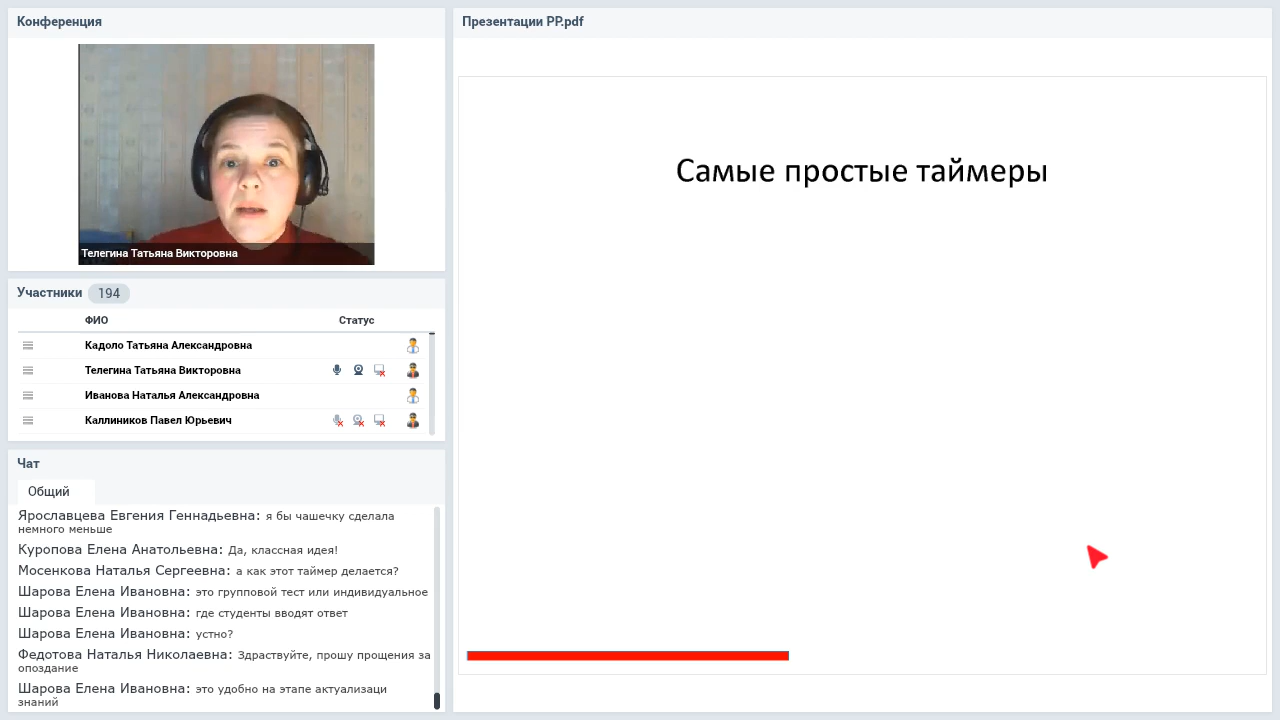 Конференция
Телегина Татьяна Викторовна
Участники 194
ФИО Статус
Кадоло Татьяна Александровна
Телегина Татьяна Викторовна
Иванова Наталья Александровна
Каллиников Павел Юрьевич
Чат
Общий
Ярославцева Евгения Геннадьевна: я бы чашечку сделала
немного меньше
Куропова Елена Анатольевна: Да, классная идея!
Мосенкова Наталья Сергеевна: а как этот таймер делается?
Шарова Елена Ивановна: это групповой тест или индивидуальное
Шарова Елена Ивановна: где студенты вводят ответ
Шарова Елена Ивановна: устно?
Федотова Наталья Николаевна: Здраствуйте, прошу прощения за
опоздание
Шарова Елена Ивановна: это удобно на этапе актуализаци
знаний
Презентации PP.pdf
Самые простые таймеры